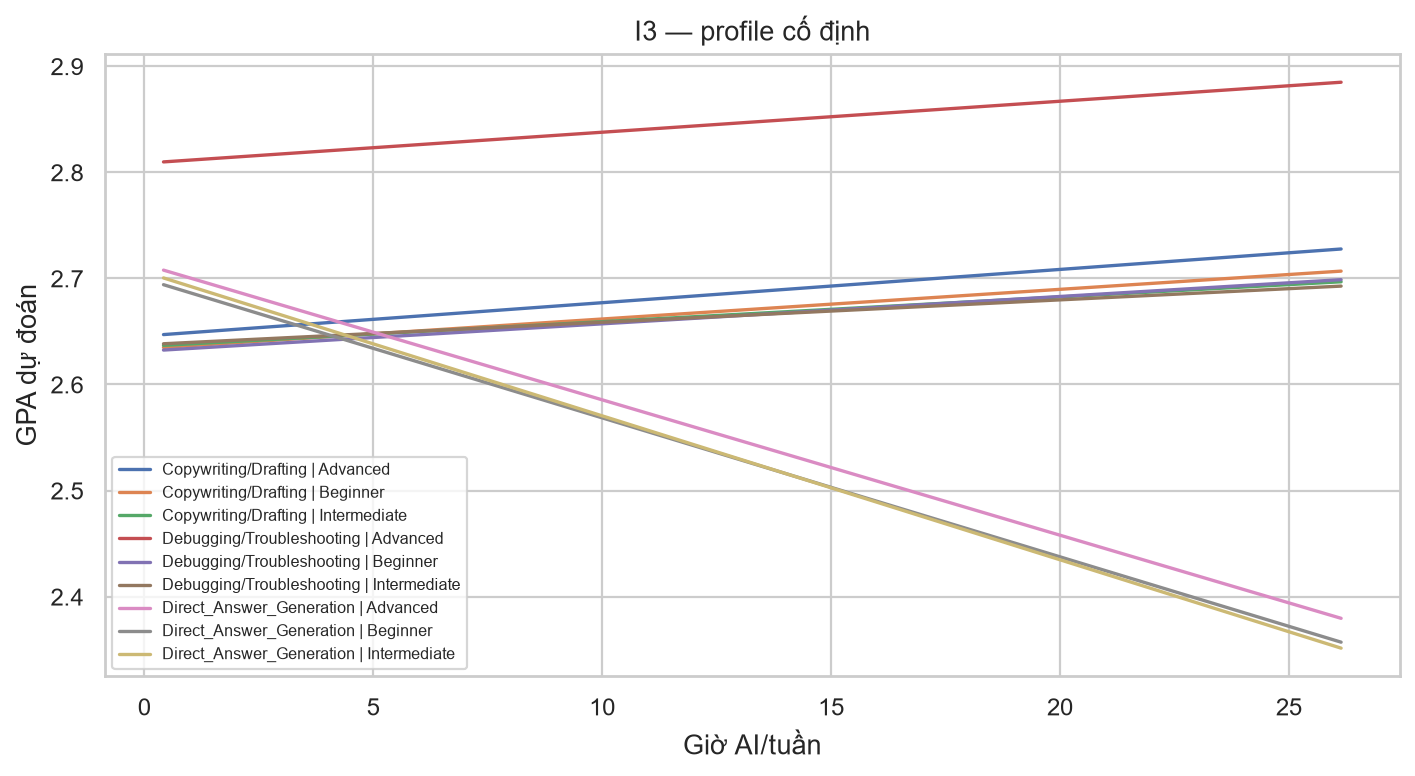 I3 — profile cố định
GPA dự đoán
2.9
2.8
2.7
2.6
2.5
2.4
Copywriting/Drafting | Advanced
Copywriting/Drafting | Beginner
Copywriting/Drafting | Intermediate
Debugging/Troubleshooting | Advanced
Debugging/Troubleshooting | Beginner
Debugging/Troubleshooting | Intermediate
Direct_Answer_Generation | Advanced
Direct_Answer_Generation | Beginner
Direct_Answer_Generation | Intermediate
0 5 10 15 20 25
Giờ AI/tuần